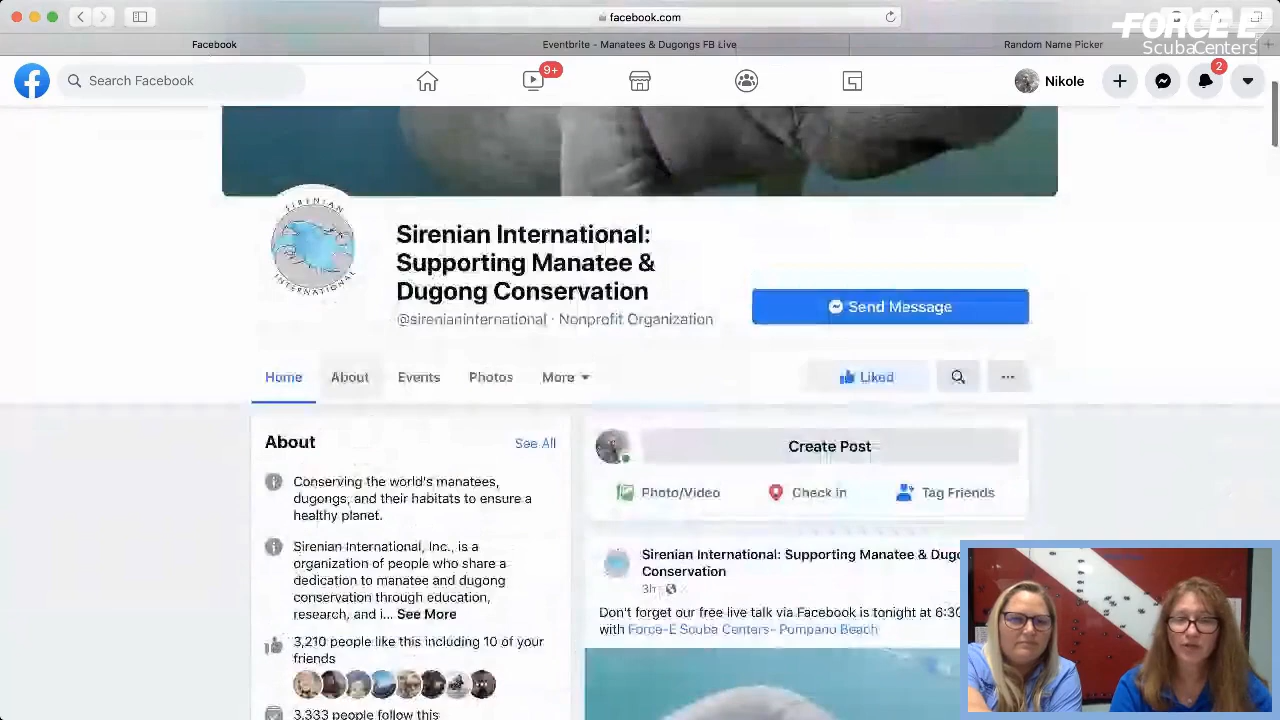 facebook.com
FORCE E
ScubaCenters
Facebook
Eventbrite - Manatees & Dugongs FB Live
Random Name Picker
Search Facebook
9+
Nikole
2
SIRENIAN
INTERNATIONAL
Sirenian International:
Supporting Manatee &
Dugong Conservation
@sirenianinternational · Nonprofit Organization
Send Message
Home
About
Events
Photos
More
Liked
About
See All
Create Post
Conserving the world's manatees,
dugongs, and their habitats to ensure a
healthy planet.
Photo/Video
Check in
Tag Friends
Sirenian International, Inc., is a
organization of people who share a
dedication to manatee and dugong
conservation through education,
research, and i... See More
Sirenian International: Supporting Manatee & Dugo
Conservation
3h
Don't forget our free live talk via Facebook is tonight at 6:30
with Force-E Scuba Centers- Pompano Beach
3,210 people like this including 10 of your
friends
3,333 people follow this